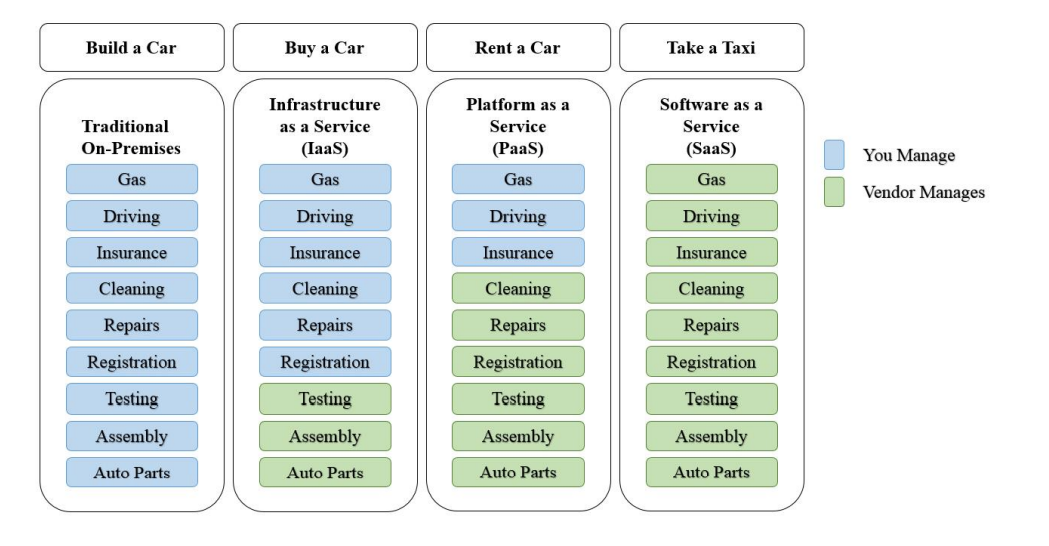 Build a Car
Buy a Car
Rent a Car
Take a Taxi
Traditional
On-Premises
Gas
Driving
Insurance
Cleaning
Repairs
Registration
Testing
Assembly
Auto Parts
Infrastructure
as a Service
(IaaS)
Gas
Driving
Insurance
Cleaning
Repairs
Registration
Testing
Assembly
Auto Parts
Platform as a
Service
(PaaS)
Gas
Driving
Insurance
Cleaning
Repairs
Registration
Testing
Assembly
Auto Parts
Software as a
Service
(SaaS)
Gas
Driving
Insurance
Cleaning
Repairs
Registration
Testing
Assembly
Auto Parts
You Manage
Vendor Manages